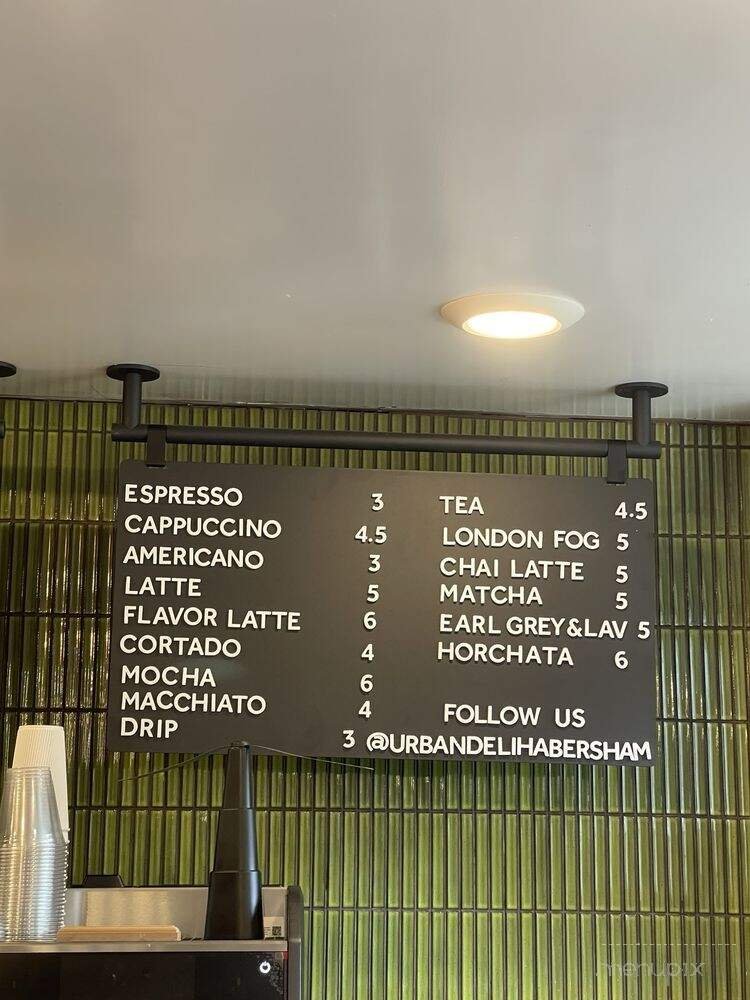 ESPRESSO 3
CAPPUCCINO 4.5
AMERICANO 3
LATTE 5
FLAVOR LATTE 6
CORTADO 4
MOCHA 6
MACCHIATO 4
DRIP 3
TEA 4.5
LONDON FOG 5
CHAI LATTE 5
MATCHA 5
EARL GREY&LAV 5
HORCHATA 6
FOLLOW US
@URBANDELIHABERSHAM
menupix